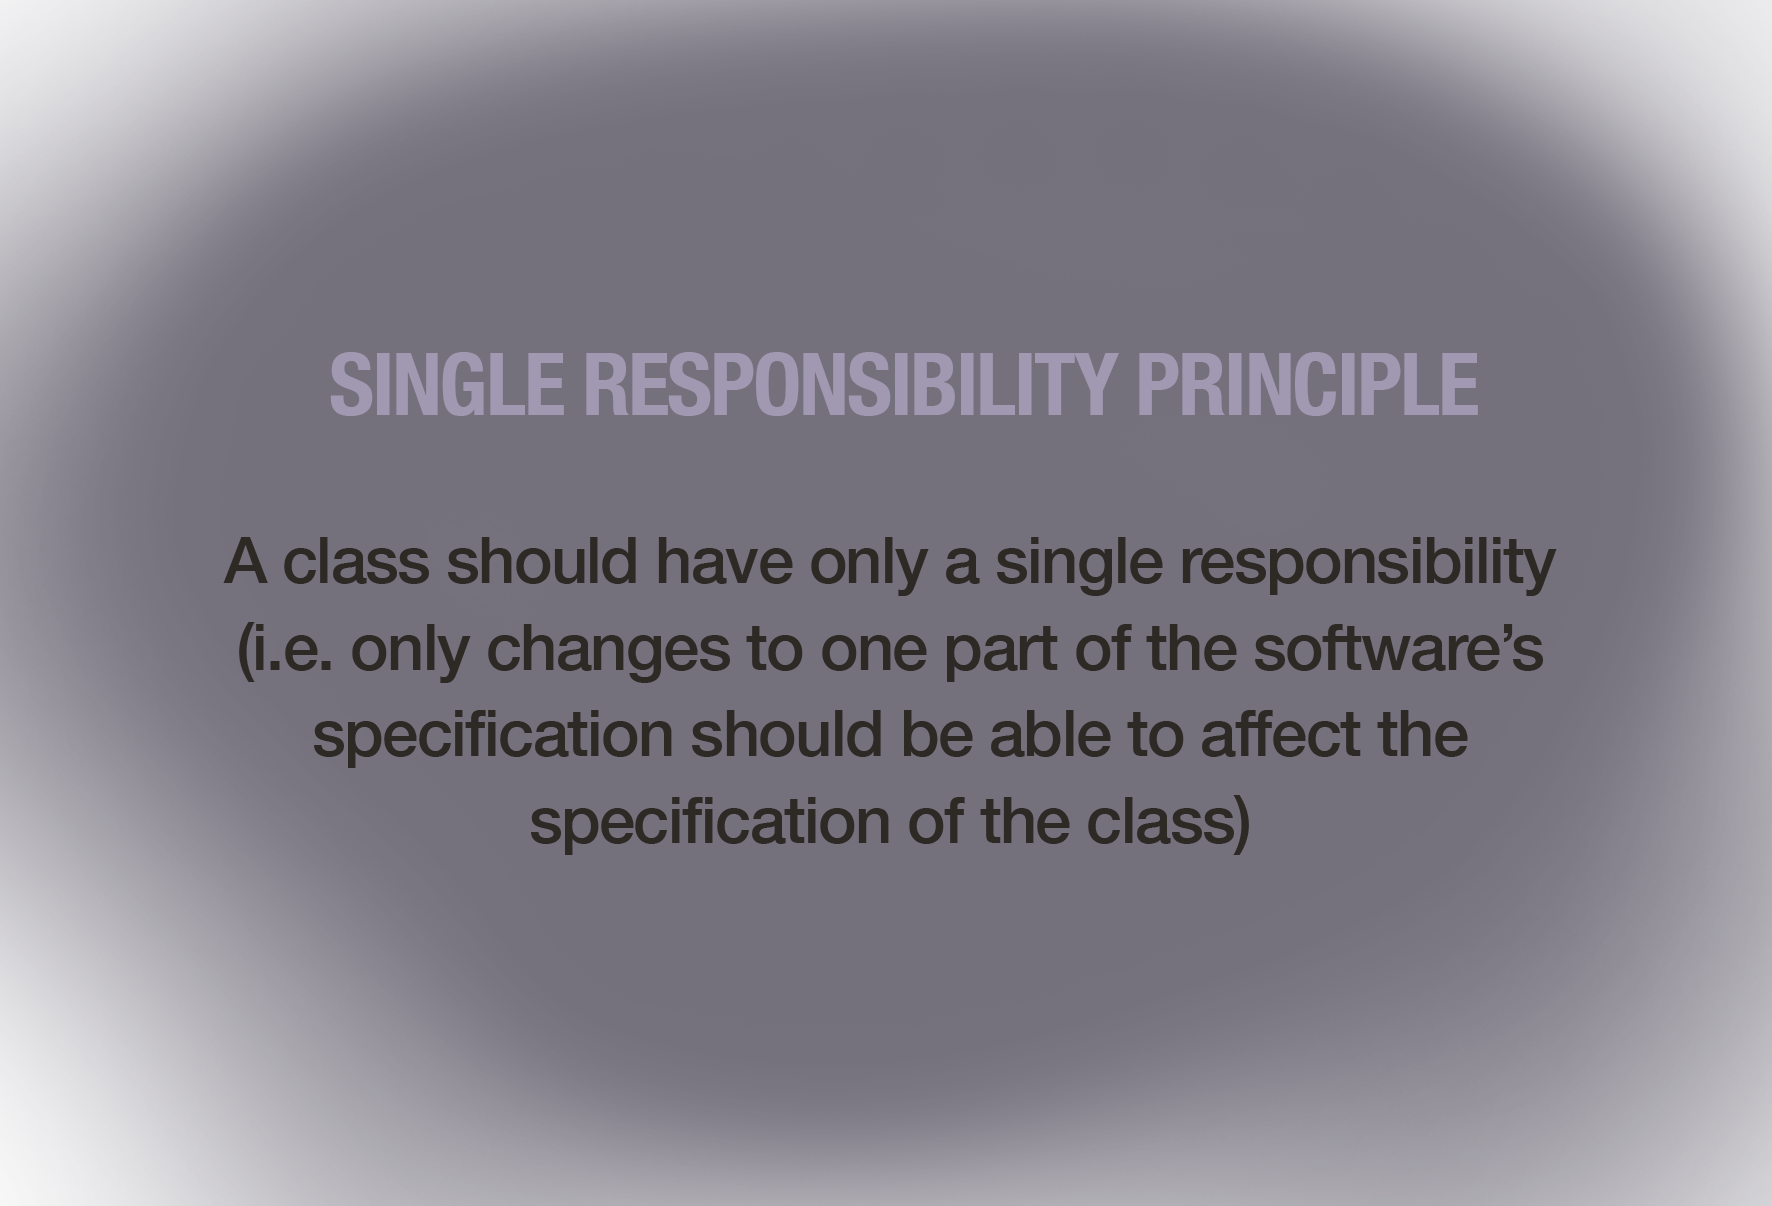 SINGLE RESPONSIBILITY PRINCIPLE
A class should have only a single responsibility
(i.e. only changes to one part of the software’s
specification should be able to affect the
specification of the class)